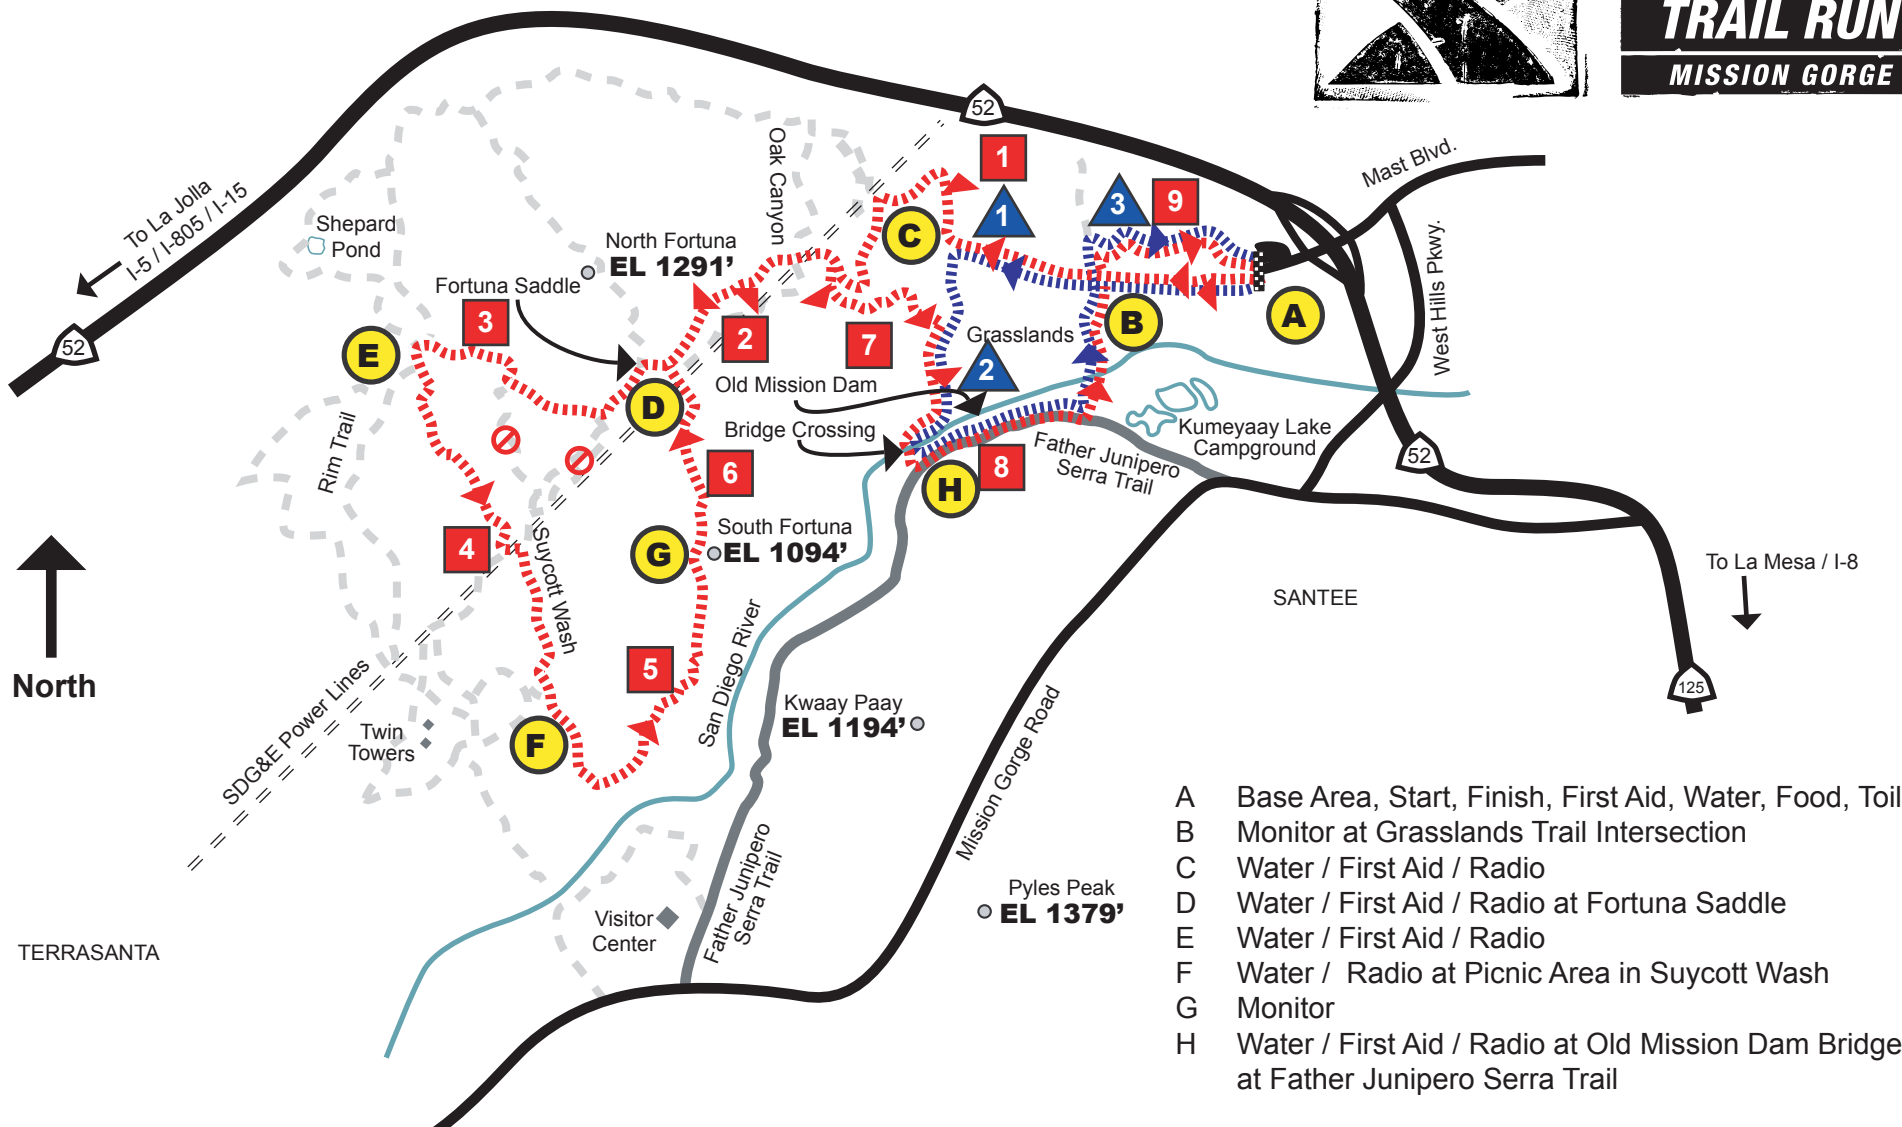 TRAIL RUN
MISSION GORGE
52
1
Mast Blvd.
Oak Canyon
To La Jolla
I-5 / I-805 / I-15
Shepard
Pond
North Fortuna
EL 1291’
C
1
3
9
West Hills Pkwy.
Fortuna Saddle
3
2
7
Grasslands
B
A
52
E
D
Old Mission Dam
2
Bridge Crossing
Kumeyaay Lake
Campground
Father Junipero
Serra Trail
52
Rim Trail
6
H
8
South Fortuna
EL 1094’
4
G
Suycott Wash
To La Mesa / I-8
SANTEE
North
5
San Diego River
125
SDG&E Power Lines
Twin
Towers
F
Kwaay Paay
EL 1194’
Mission Gorge Road
Father Junipero
Serra Trail
Pyles Peak
EL 1379’
Visitor
Center
TERRASANTA
A Base Area, Start, Finish, First Aid, Water, Food, Toil
B Monitor at Grasslands Trail Intersection
C Water / First Aid / Radio
D Water / First Aid / Radio at Fortuna Saddle
E Water / First Aid / Radio
F Water / Radio at Picnic Area in Suycott Wash
G Monitor
H Water / First Aid / Radio at Old Mission Dam Bridge
at Father Junipero Serra Trail